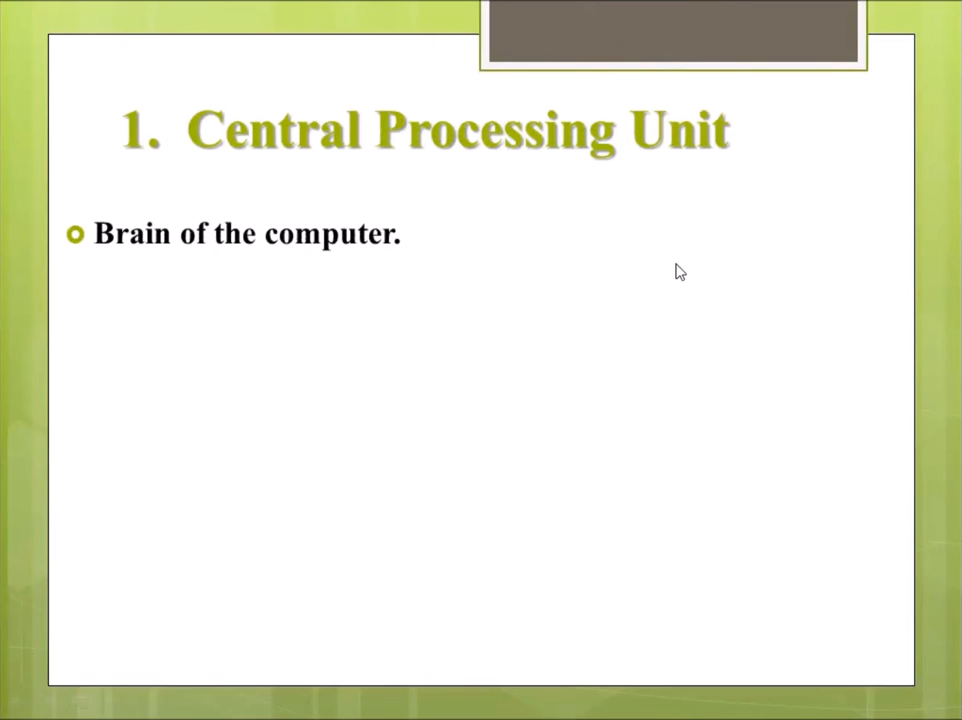 1. Central Processing Unit
Brain of the computer.